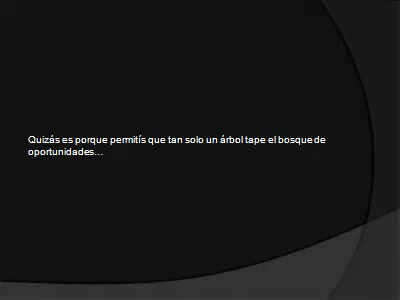 Quizás es porque permitís que tan solo un árbol tape el bosque de
oportunidades...